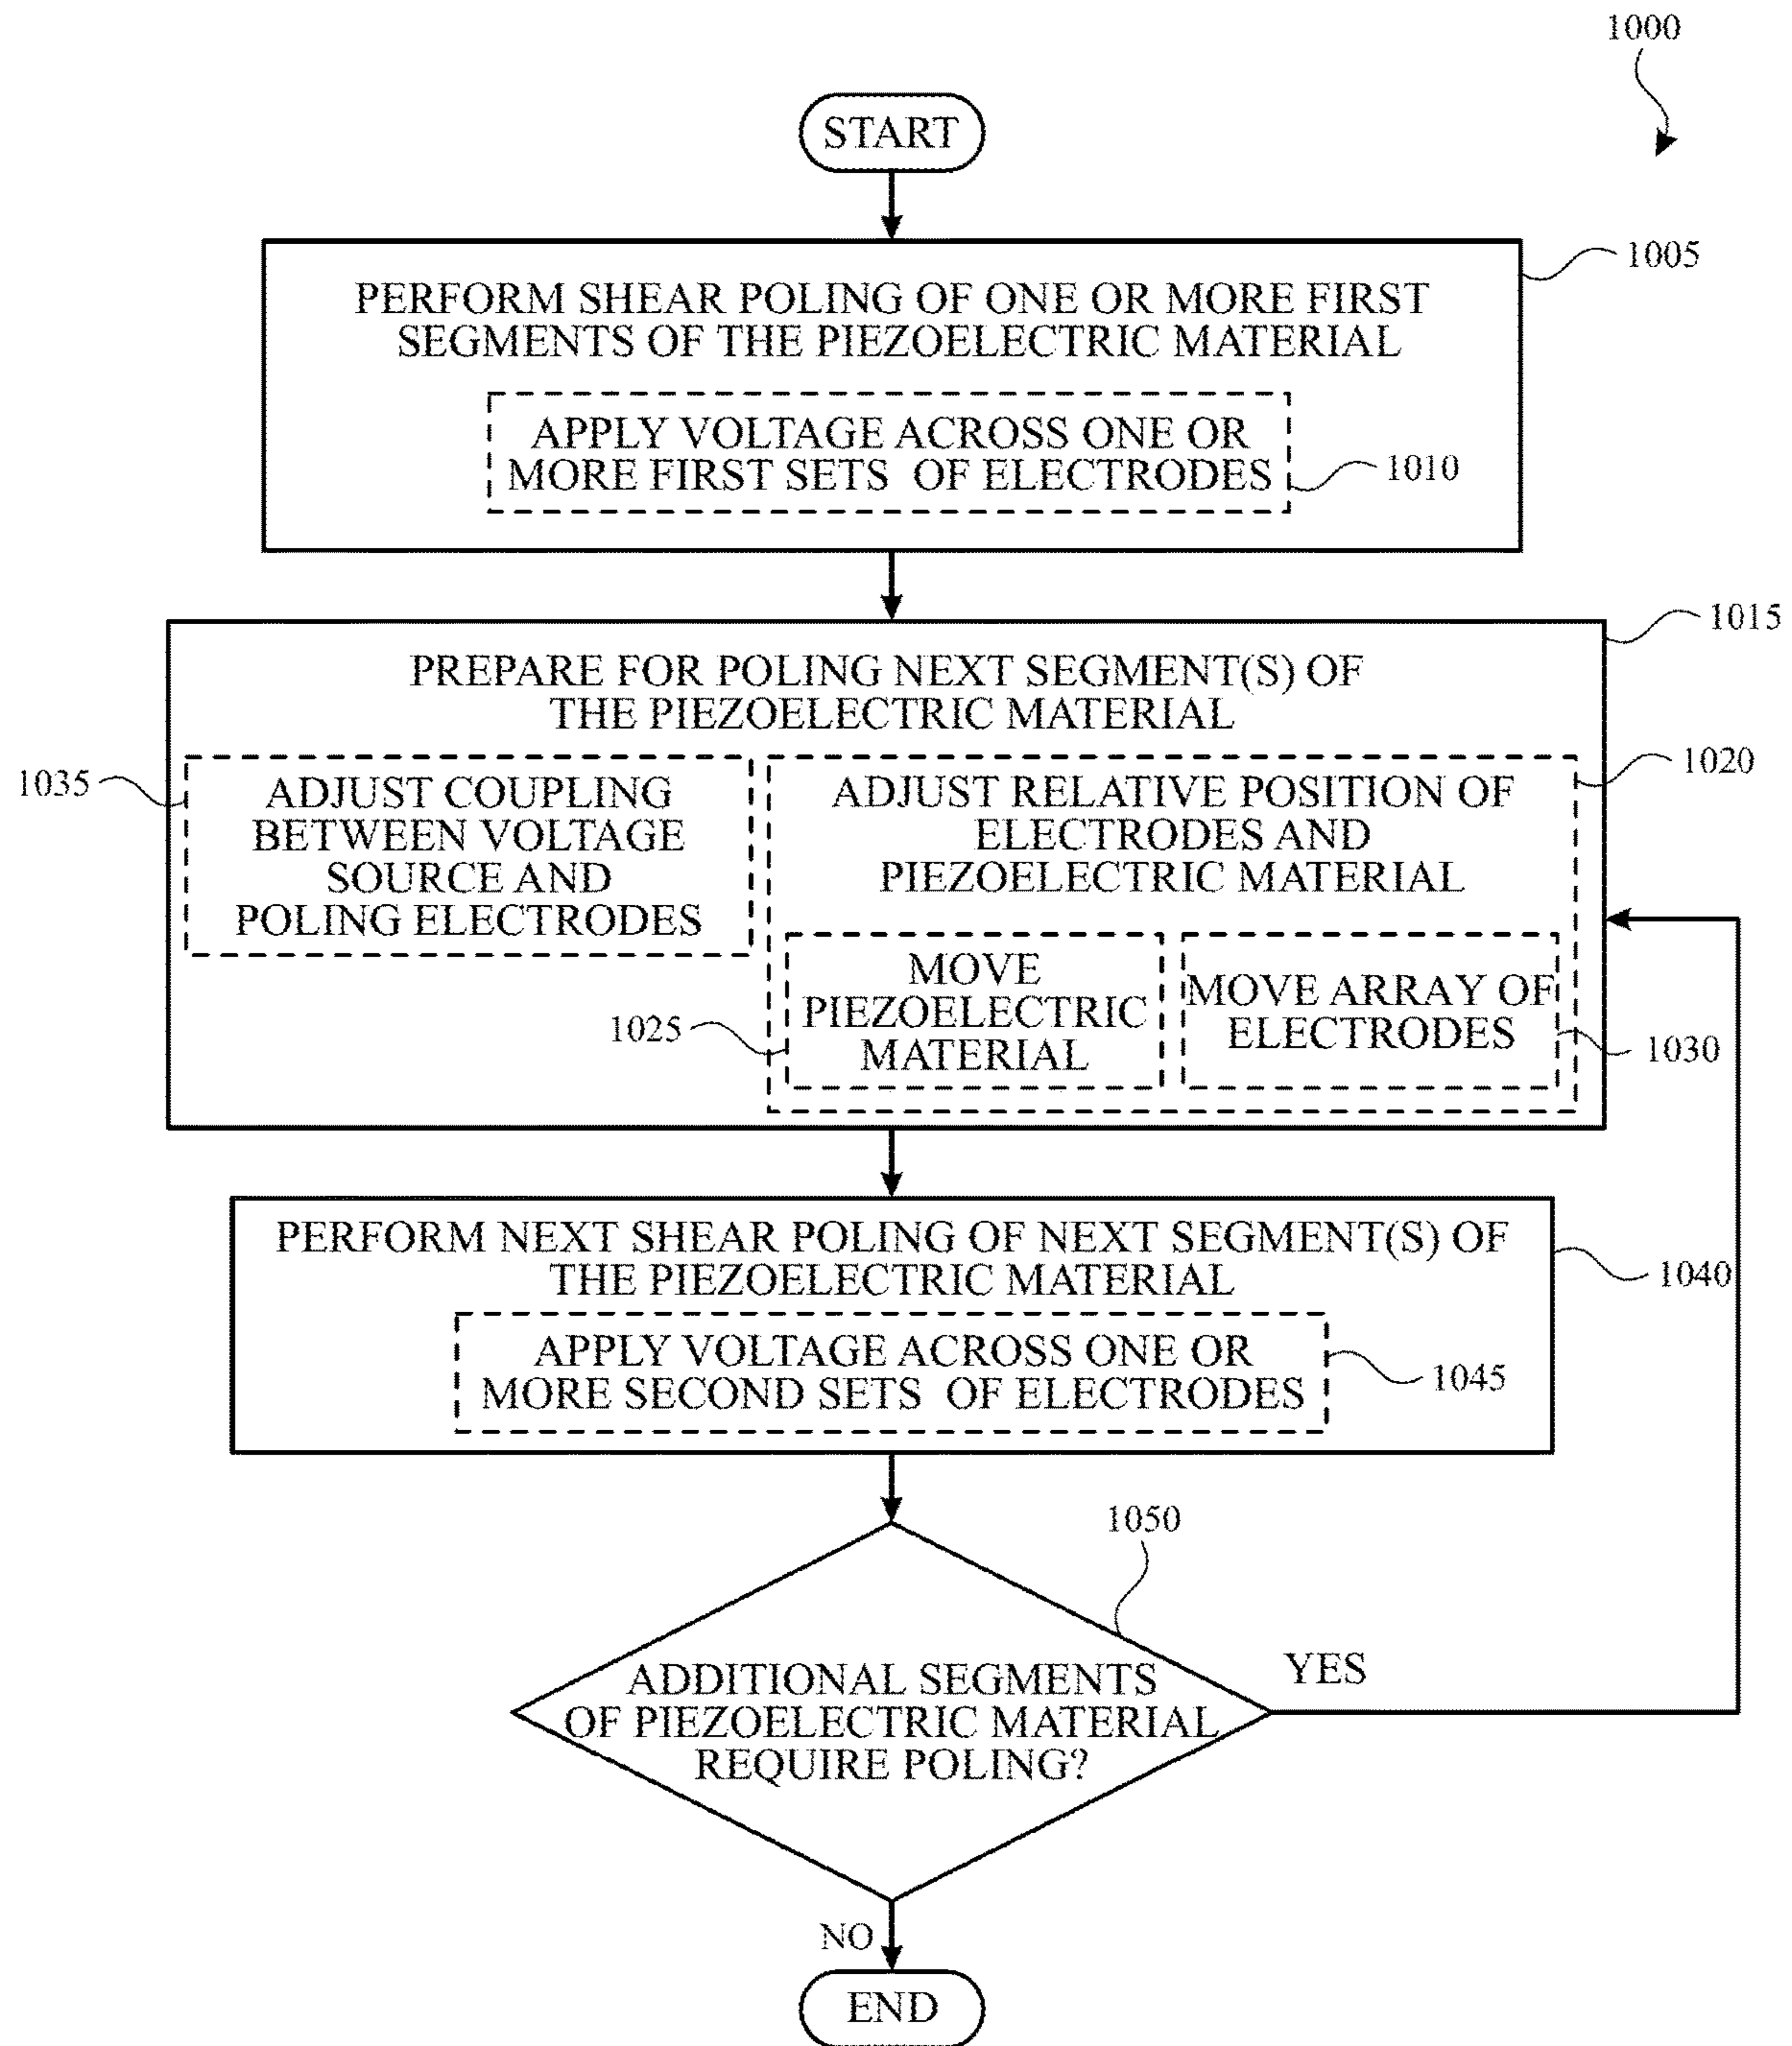 1000
START
1005
PERFORM SHEAR POLING OF ONE OR MORE FIRST
SEGMENTS OF THE PIEZOELECTRIC MATERIAL
APPLY VOLTAGE ACROSS ONE OR
MORE FIRST SETS OF ELECTRODES
1010
1015
PREPARE FOR POLING NEXT SEGMENT(S) OF
THE PIEZOELECTRIC MATERIAL
1035
ADJUST COUPLING
BETWEEN VOLTAGE
SOURCE AND
POLING ELECTRODES
1020
ADJUST RELATIVE POSITION OF
ELECTRODES AND
PIEZOELECTRIC MATERIAL
1025
MOVE
PIEZOELECTRIC
MATERIAL
MOVE ARRAY OF
ELECTRODES
1030
PERFORM NEXT SHEAR POLING OF NEXT SEGMENT(S) OF
THE PIEZOELECTRIC MATERIAL
1040
APPLY VOLTAGE ACROSS ONE OR
MORE SECOND SETS OF ELECTRODES
1045
1050
ADDITIONAL SEGMENTS
OF PIEZOELECTRIC MATERIAL
REQUIRE POLING?
YES
NO
END